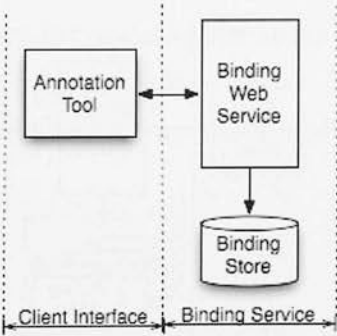 Annotation
Tool
Binding
Web
Service
Binding
Store
Client Interface
Binding Service